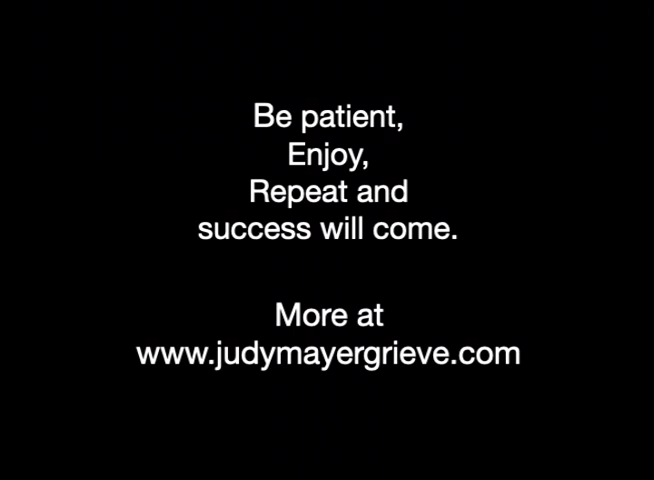 Be patient,
Enjoy,
Repeat and
success will come.
More at
www.judymayergrieve.com